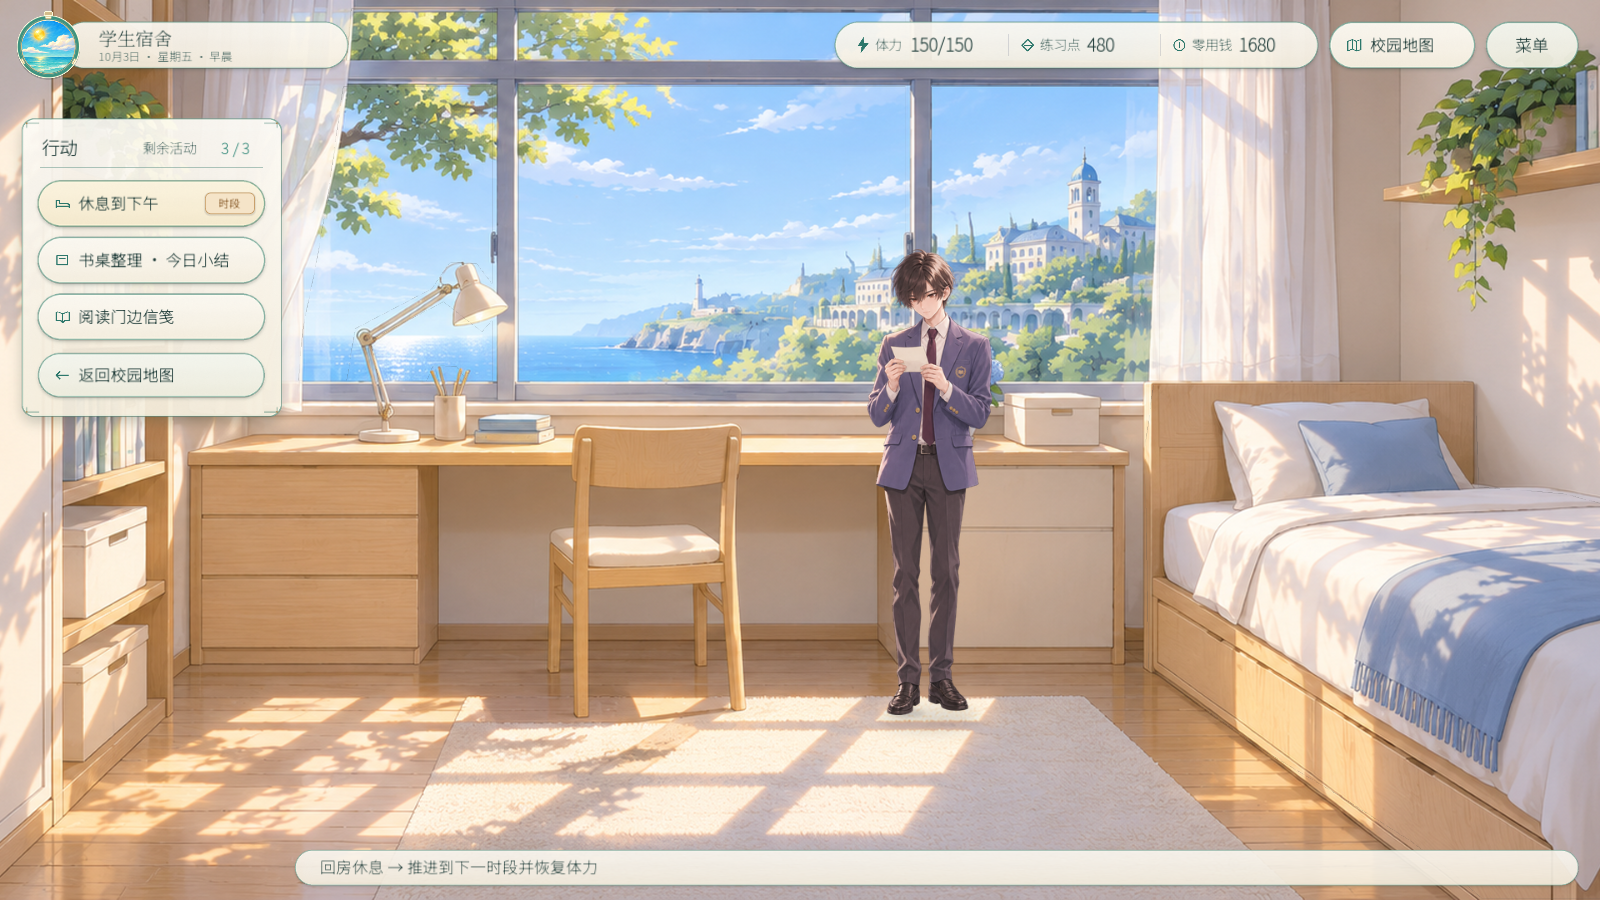 学生宿舍
10月3日 · 星期五 · 早晨
体力 150/150
练习点 480
零用钱 1680
校园地图
菜单
行动
剩余活动 3 / 3
休息到下午
时段
书桌整理 · 今日小结
阅读门边信笺
← 返回校园地图
回房休息 → 推进到下一时段并恢复体力